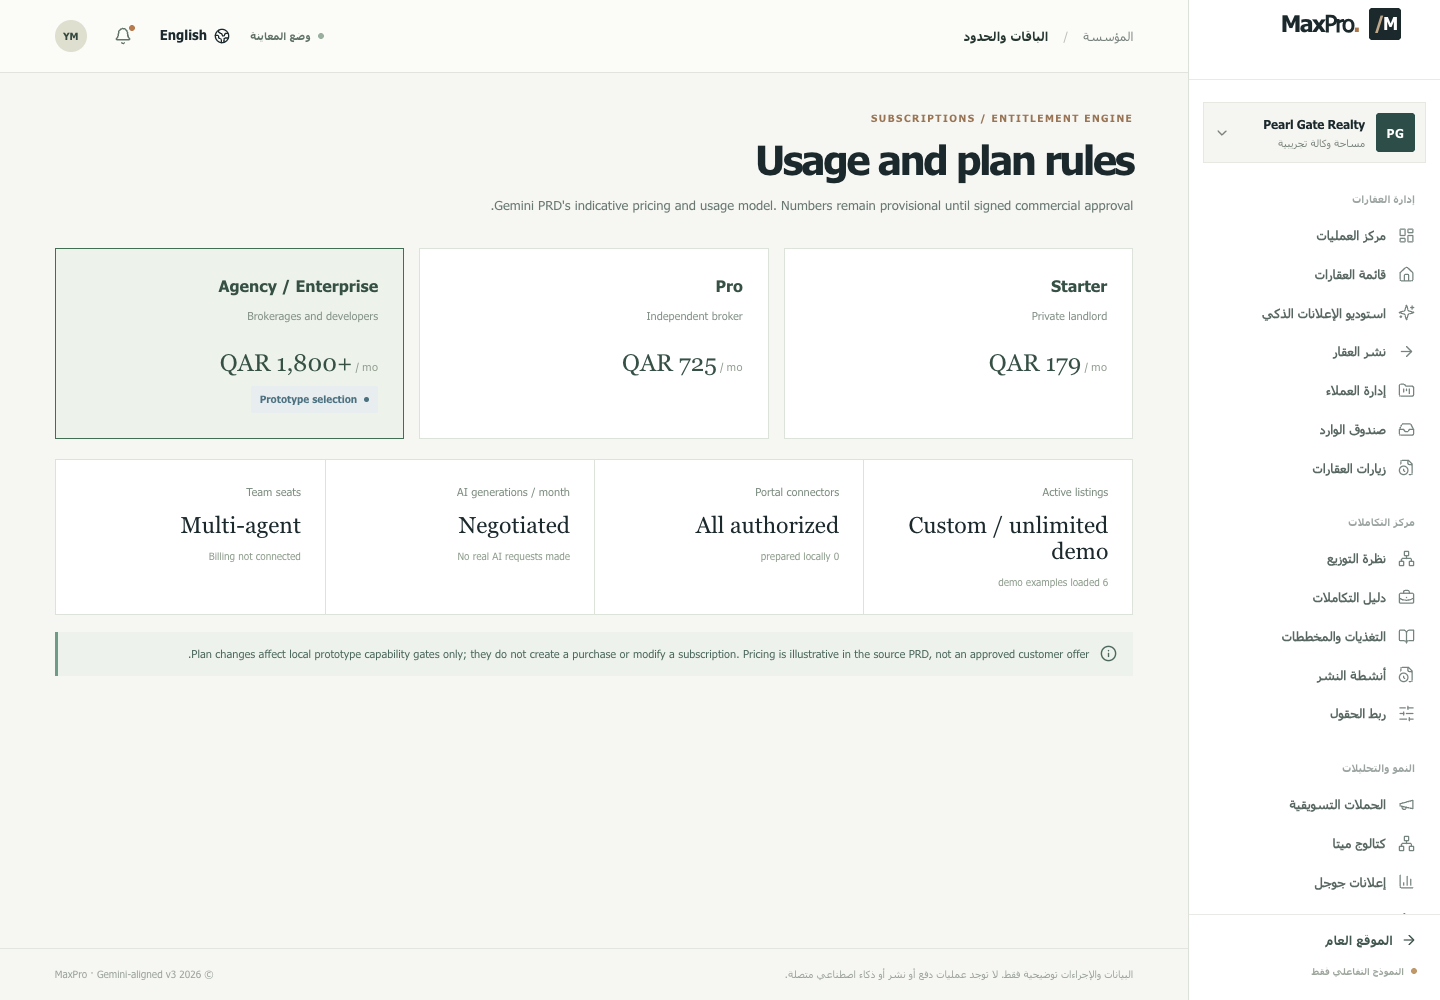 MaxPro. /M
Pearl Gate Realty
PG
مساحة وكالة تجريبية
إدارة العقارات
مركز العمليات
قائمة العقارات
استوديو الإعلانات الذكي
نشر العقار
إدارة العملاء
صندوق الوارد
زيارات العقارات
مركز التكاملات
نظرة التوزيع
دليل التكاملات
التغذيات والمخططات
أنشطة النشر
ربط الحقول
النمو والتحليلات
الحملات التسويقية
كتالوج ميتا
إعلانات جوجل
الموقع العام
النموذج التفاعلي فقط
المؤسسة / الباقات والحدود
وضع المعاينة
English
YM
SUBSCRIPTIONS / ENTITLEMENT ENGINE
Usage and plan rules
.Gemini PRD's indicative pricing and usage model. Numbers remain provisional until signed commercial approval
Starter
Private landlord
QAR 179 / mo
Pro
Independent broker
QAR 725 / mo
Agency / Enterprise
Brokerages and developers
QAR 1,800+ / mo
Prototype selection
Active listings
Custom / unlimited
demo
demo examples loaded 6
Portal connectors
All authorized
prepared locally 0
AI generations / month
Negotiated
No real AI requests made
Team seats
Multi-agent
Billing not connected
.Plan changes affect local prototype capability gates only; they do not create a purchase or modify a subscription. Pricing is illustrative in the source PRD, not an approved customer offer
البيانات والإجراءات توضيحية فقط. لا توجد عمليات دفع أو نشر أو ذكاء اصطناعي متصلة.
MaxPro · Gemini-aligned v3 2026 ©